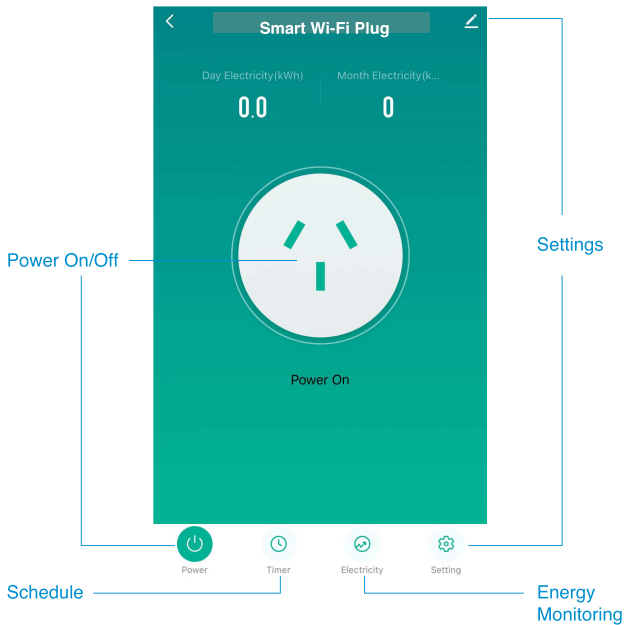 Smart Wi-Fi Plug
Day Electricity(kWh)
Month Electricity(k...
0.0
0
Settings
Power On/Off
Power On
Power
Timer
Electricity
Setting
Schedule
Energy
Monitoring